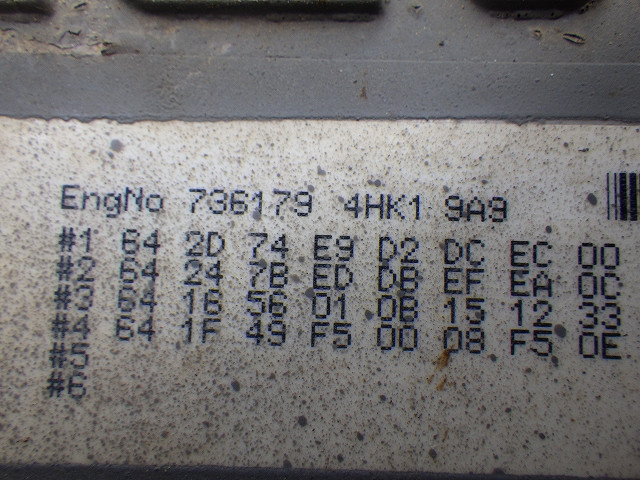 EngNo 736179 4HK1 9A9
#1 64 2D 74 E9 D2 DC EC 00
#2 64 24 7B ED DB EF EA 0C
#3 64 16 56 01 0B 15 12 33
#4 64 1F 49 F5 00 08 F5 0E
#5
#6